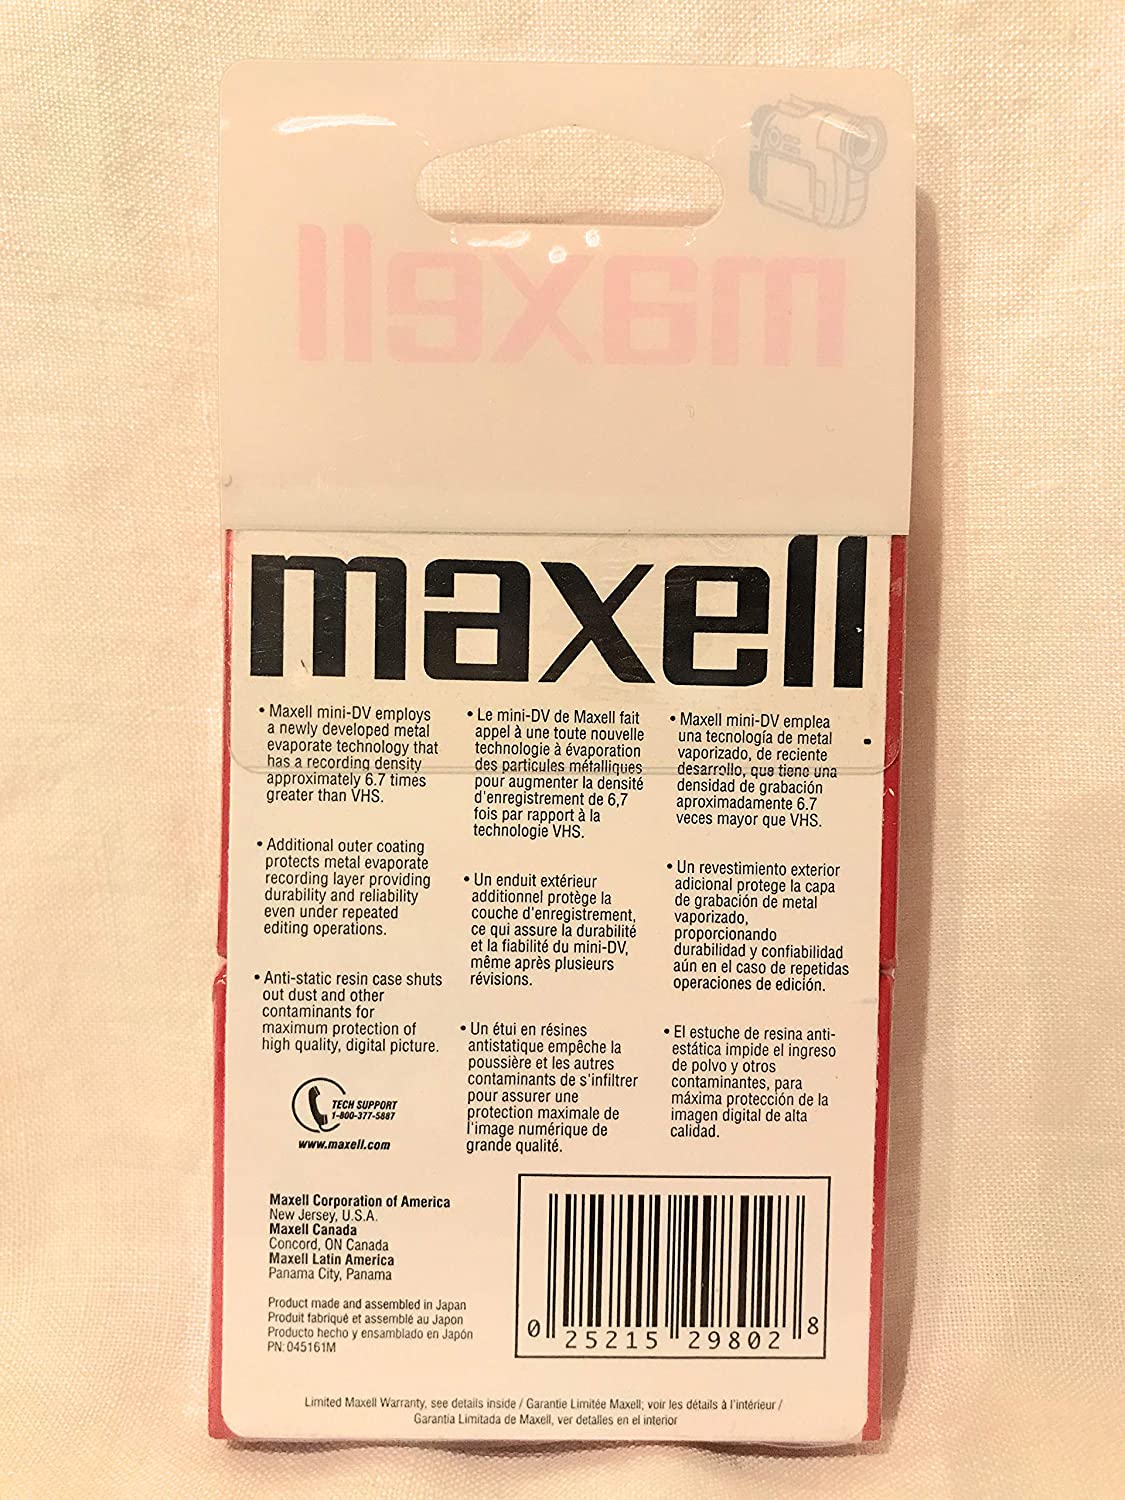 maxell
maxell
• Maxell mini-DV employs
a newly developed metal
evaporate technology that
has a recording density
approximately 6.7 times
greater than VHS.
• Additional outer coating
protects metal evaporate
recording layer providing
durability and reliability
even under repeated
editing operations.
• Anti-static resin case shuts
out dust and other
contaminants for
maximum protection of
high quality, digital picture.
TECH SUPPORT
1-800-377-5887
www.maxell.com
• Le mini-DV de Maxell fait
appel à une toute nouvelle
technologie à évaporation
des particules métalliques
pour augmenter la densité
d'enregistrement de 6,7
fois par rapport à la
technologie VHS.
• Un enduit extérieur
additionnel protège la
couche d'enregistrement,
ce qui assure la durabilité
et la fiabilité du mini-DV,
même après plusieurs
révisions.
• Un étui en résines
antistatique empêche la
poussière et les autres
contaminants de s'infiltrer
pour assurer une
protection maximale de
l'image numérique de
grande qualité.
• Maxell mini-DV emplea
una tecnología de metal
vaporizado, de reciente
desarrollo, que tiene una
densidad de grabación
aproximadamente 6.7
veces mayor que VHS.
• Un revestimiento exterior
adicional protege la capa
de grabación de metal
vaporizado,
proporcionando
durabilidad y confiabilidad
aún en el caso de repetidas
operaciones de edición.
• El estuche de resina anti-
estática impide el ingreso
de polvo y otros
contaminantes, para
máxima protección de la
imagen digital de alta
calidad.
Maxell Corporation of America
New Jersey, U.S.A.
Maxell Canada
Concord, ON Canada
Maxell Latin America
Panama City, Panama
Product made and assembled in Japan
Produit fabriqué et assemblé au Japon
Producto hecho y ensamblado en Japón
PN: 045161M
0 25215 29802 8
Limited Maxell Warranty, see details inside / Garantie Limitée Maxell; voir les détails à l'intérieur /
Garantía Limitada de Maxell, ver detalles en el interior